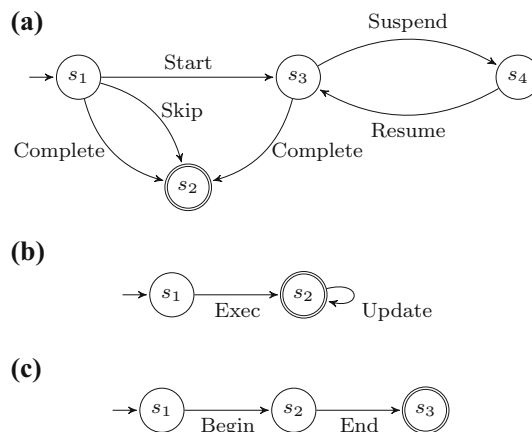 (a)
Suspend
Start
s1
s3
s4
Skip
Resume
Complete
Complete
s2
(b)
s1
s2
Exec
Update
(c)
s1
s2
s3
Begin
End